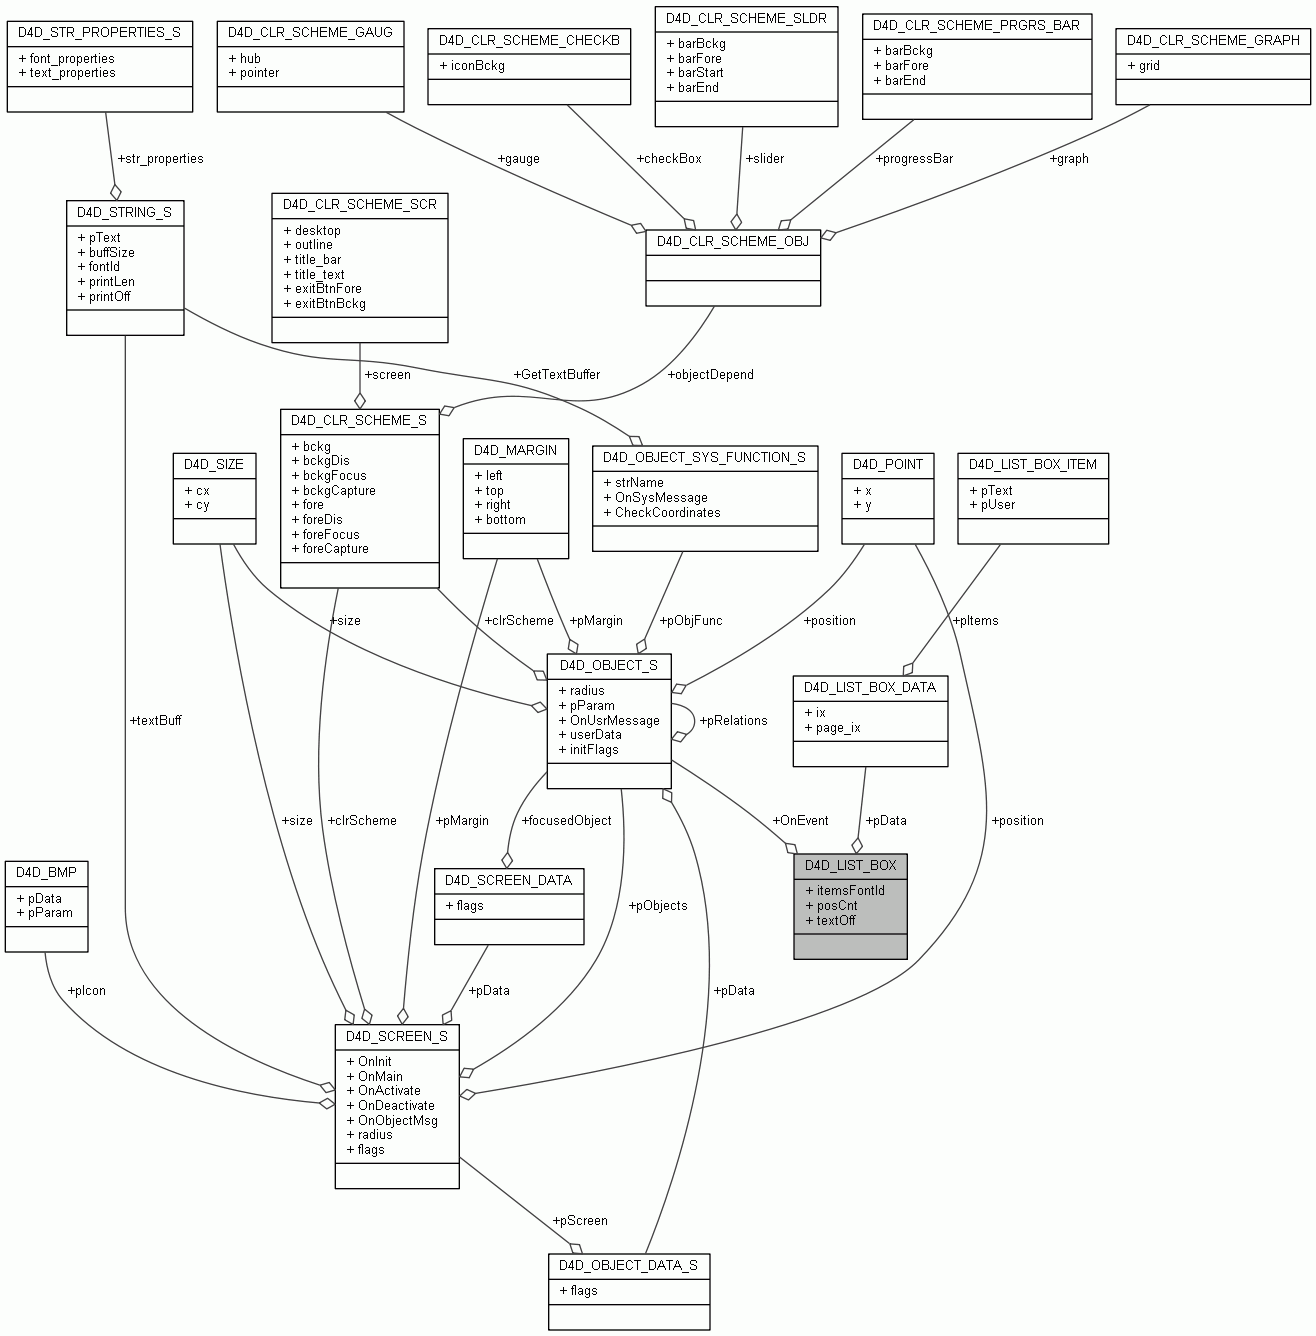 D4D_STR_PROPERTIES_S
+ font_properties
+ text_properties
D4D_CLR_SCHEME_GAUG
+ hub
+ pointer
D4D_CLR_SCHEME_CHECKB
+ iconBckg
D4D_CLR_SCHEME_SLDR
+ barBckg
+ barFore
+ barStart
+ barEnd
D4D_CLR_SCHEME_PRGRS_BAR
+ barBckg
+ barFore
+ barEnd
D4D_CLR_SCHEME_GRAPH
+ grid
+str_properties
+gauge
+checkBox
+slider
+progressBar
+graph
D4D_STRING_S
+ pText
+ buffSize
+ fontId
+ printLen
+ printOff
D4D_CLR_SCHEME_SCR
+ desktop
+ outline
+ title_bar
+ title_text
+ exitBtnFore
+ exitBtnBckg
D4D_CLR_SCHEME_OBJ
+screen
+GetTextBuffer
+objectDepend
D4D_SIZE
+ cx
+ cy
D4D_CLR_SCHEME_S
+ bckg
+ bckgDis
+ bckgFocus
+ bckgCapture
+ fore
+ foreDis
+ foreFocus
+ foreCapture
D4D_MARGIN
+ left
+ top
+ right
+ bottom
D4D_OBJECT_SYS_FUNCTION_S
+ strName
+ OnSysMessage
+ CheckCoordinates
D4D_POINT
+ x
+ y
D4D_LIST_BOX_ITEM
+ pText
+ pUser
+size
+clrScheme
+pMargin
+pObjFunc
+position
+pItems
D4D_OBJECT_S
+ radius
+ pParam
+ OnUsrMessage
+ userData
+ initFlags
+pRelations
D4D_LIST_BOX_DATA
+ ix
+ page_ix
+textBuff
+size
+clrScheme
+pMargin
+focusedObject
+OnEvent
+pData
+position
D4D_BMP
+ pData
+ pParam
D4D_SCREEN_DATA
+ flags
+pObjects
D4D_LIST_BOX
+ itemsFontId
+ posCnt
+ textOff
+pIcon
+pData
+pData
D4D_SCREEN_S
+ OnInit
+ OnMain
+ OnActivate
+ OnDeactivate
+ OnObjectMsg
+ radius
+ flags
+pScreen
D4D_OBJECT_DATA_S
+ flags